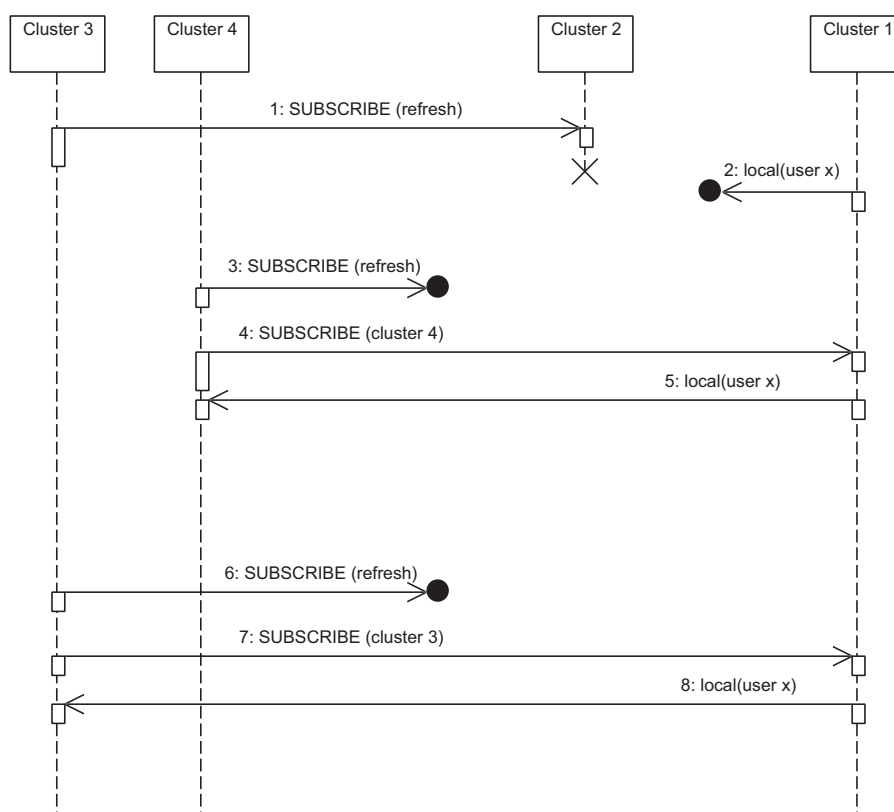 Cluster 3
Cluster 4
Cluster 2
Cluster 1
1: SUBSCRIBE (refresh)
2: local(user x)
3: SUBSCRIBE (refresh)
4: SUBSCRIBE (cluster 4)
5: local(user x)
6: SUBSCRIBE (refresh)
7: SUBSCRIBE (cluster 3)
8: local(user x)